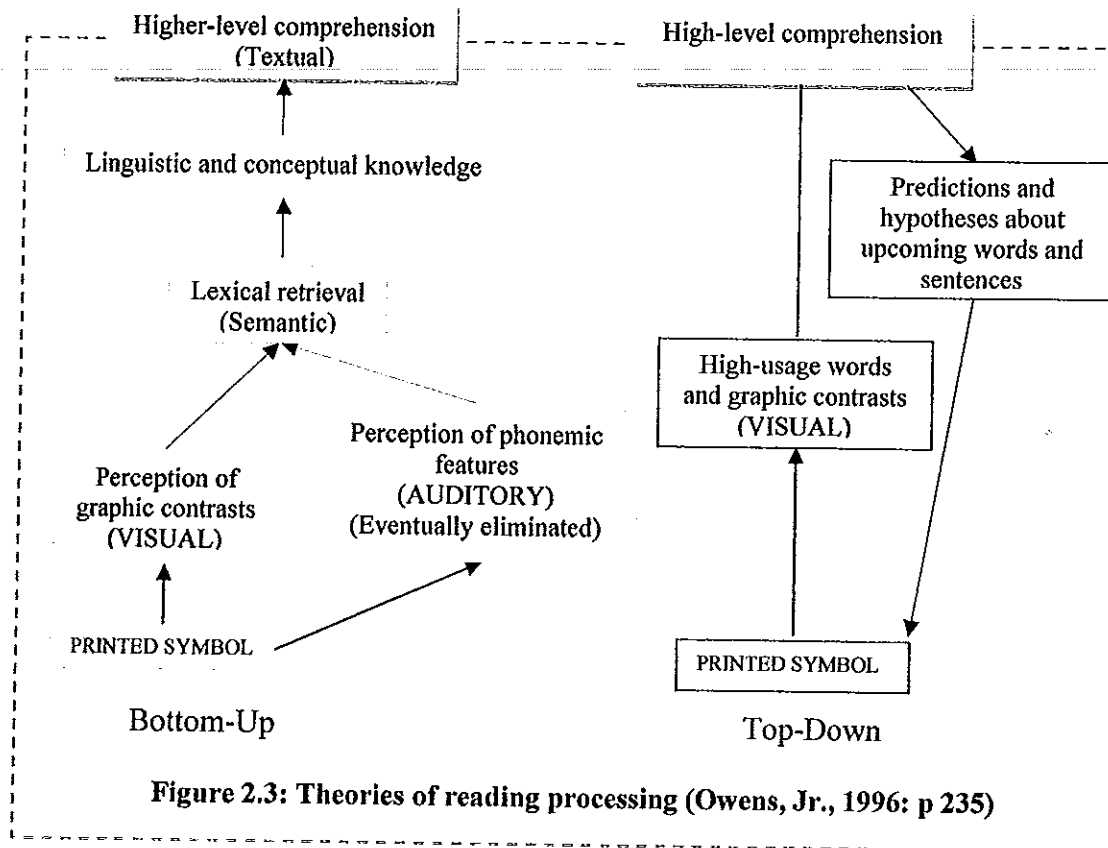 Higher-level comprehension
(Textual)
Linguistic and conceptual knowledge
Lexical retrieval
(Semantic)
Perception of
graphic contrasts
(VISUAL)
Perception of phonemic
features
(AUDITORY)
(Eventually eliminated)
PRINTED SYMBOL
Bottom-Up
High-level comprehension
Predictions and
hypotheses about
upcoming words and
sentences
High-usage words
and graphic contrasts
(VISUAL)
PRINTED SYMBOL
Top-Down
Figure 2.3: Theories of reading processing (Owens, Jr., 1996: p 235)